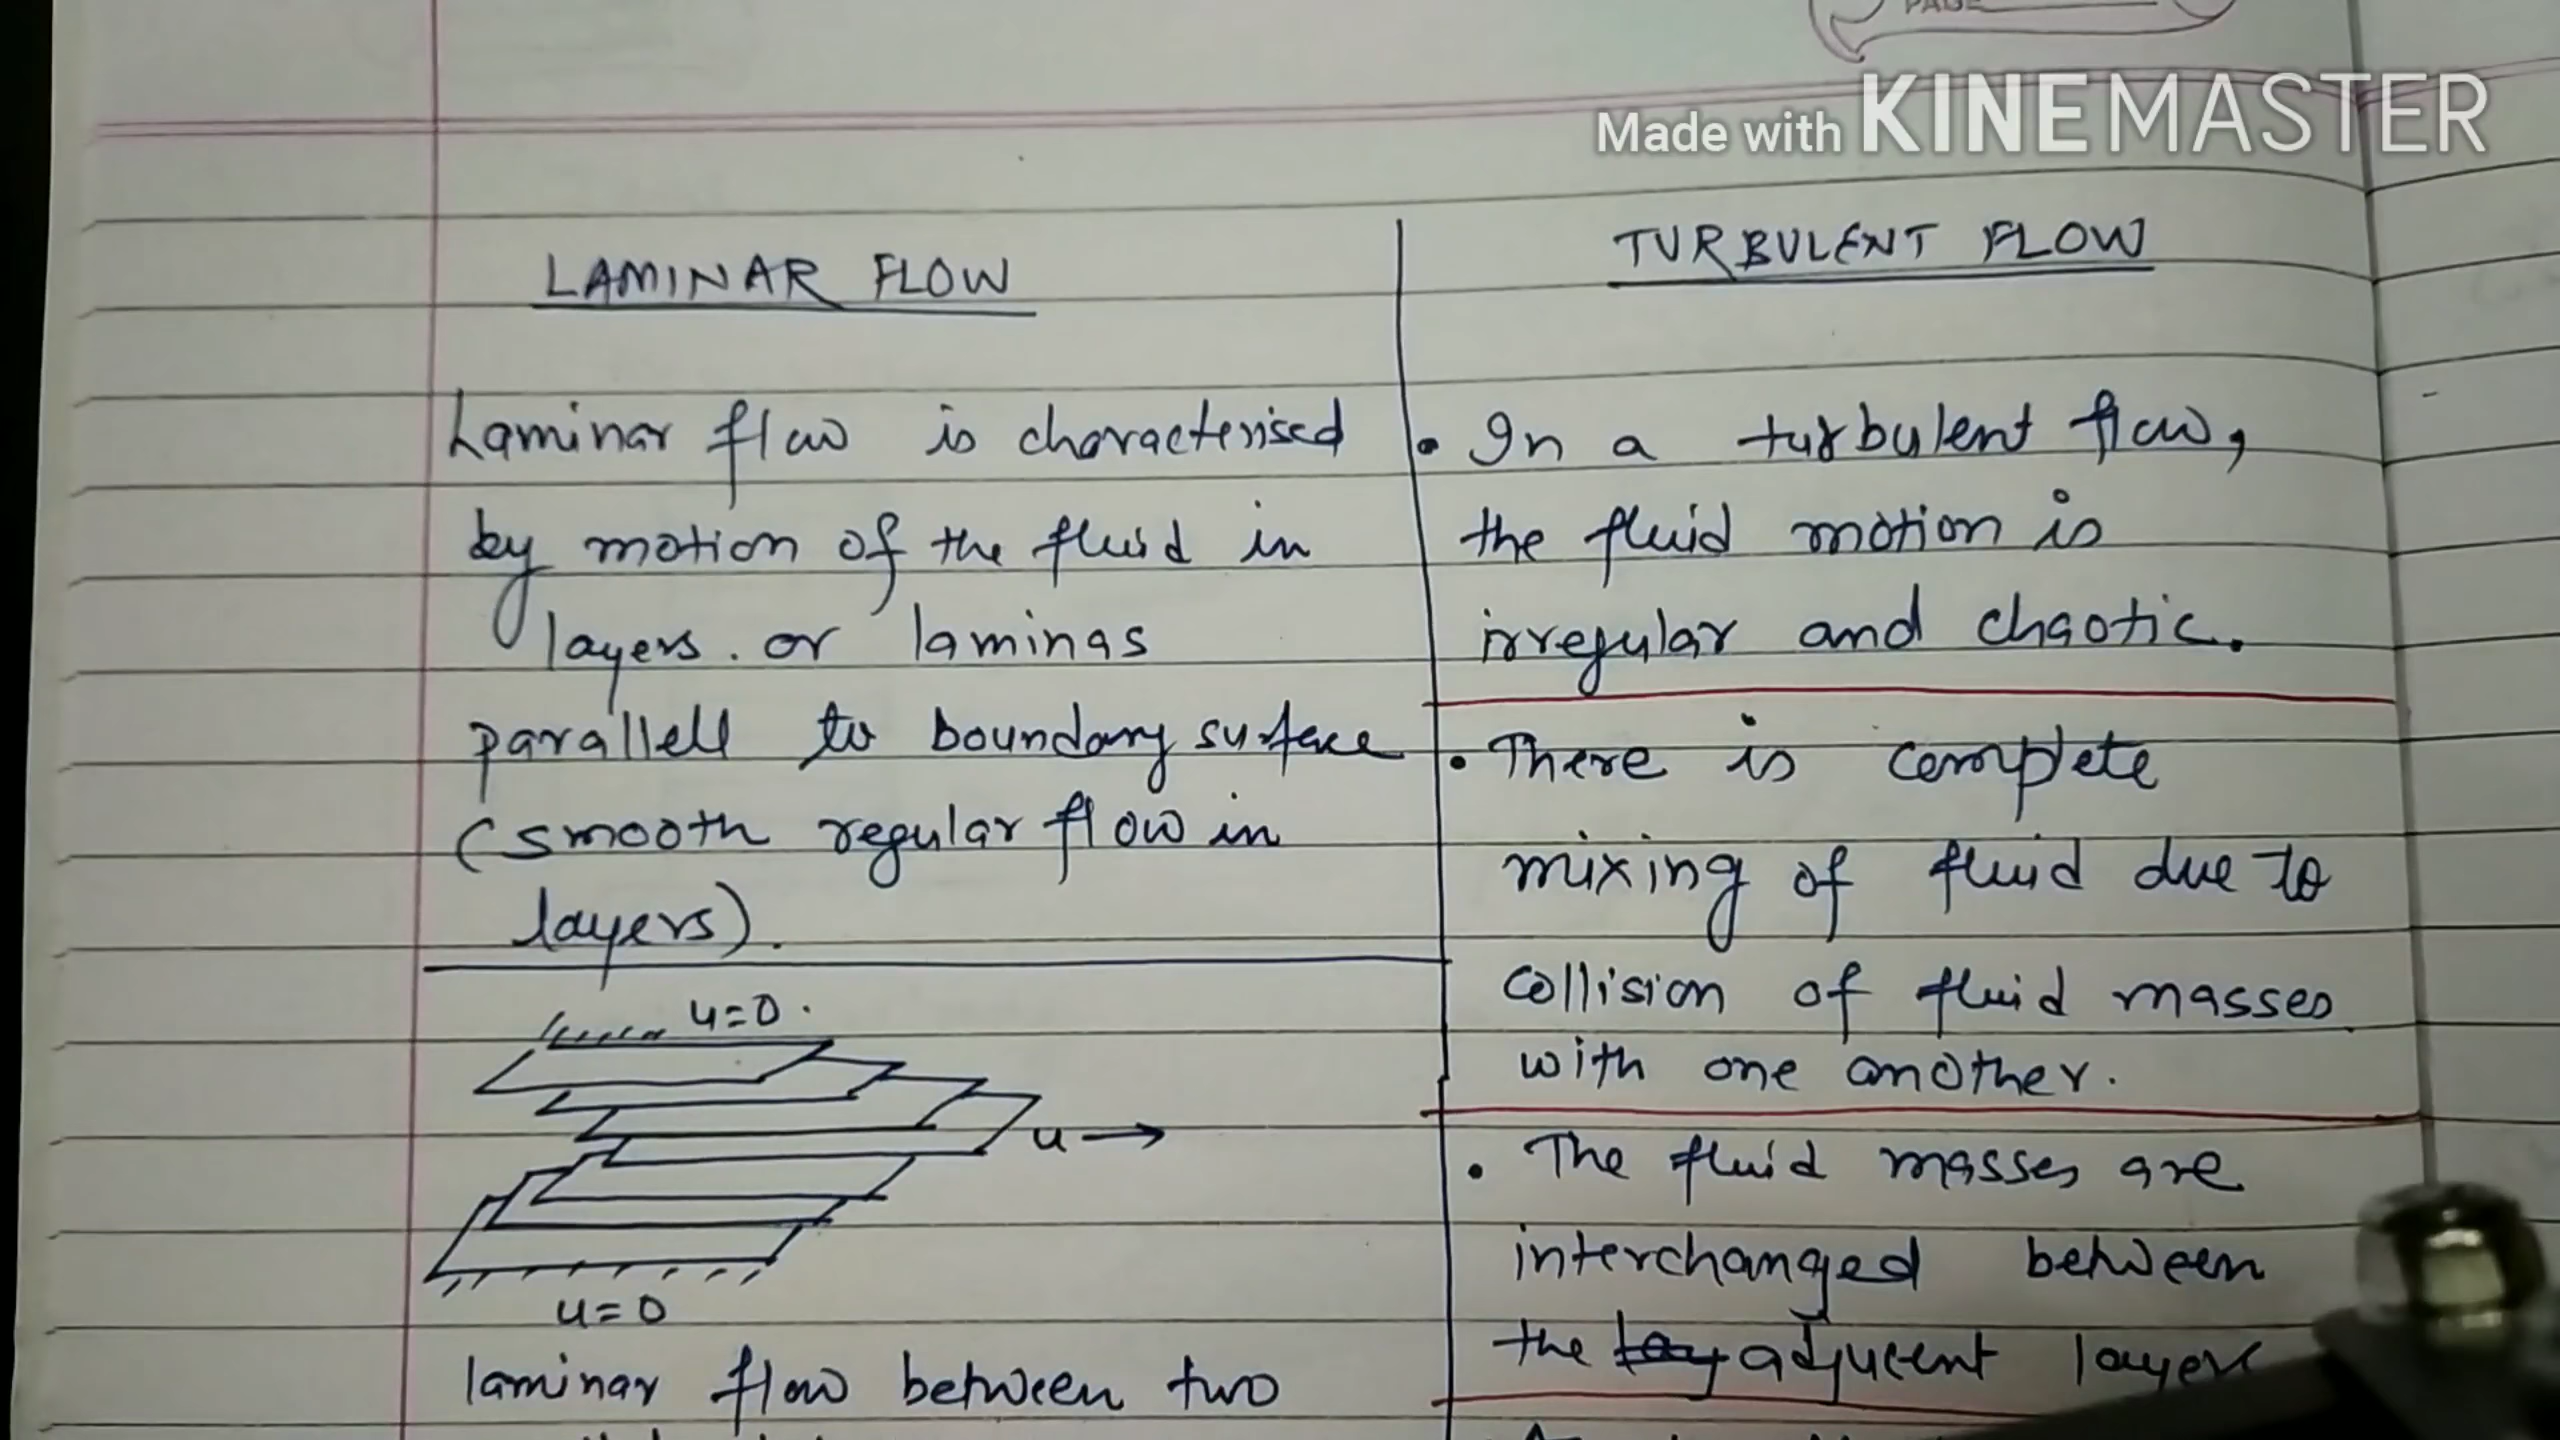 PAGE
Made with KINEMASTER
LAMINAR FLOW
Laminar flow is characterised
by motion of the fluid in
layers. or laminas
parallell to boundary surface
(smooth regular flow in
layers).
u=0.
u →
u=0
laminar flow between two
TURBULENT FLOW
• In a turbulent flow,
the fluid motion is
irregular and chaotic.
• There is complete
mixing of fluid due to
collision of fluid masses
with one another.
• The fluid masses are
interchanged between
the adjucent layers